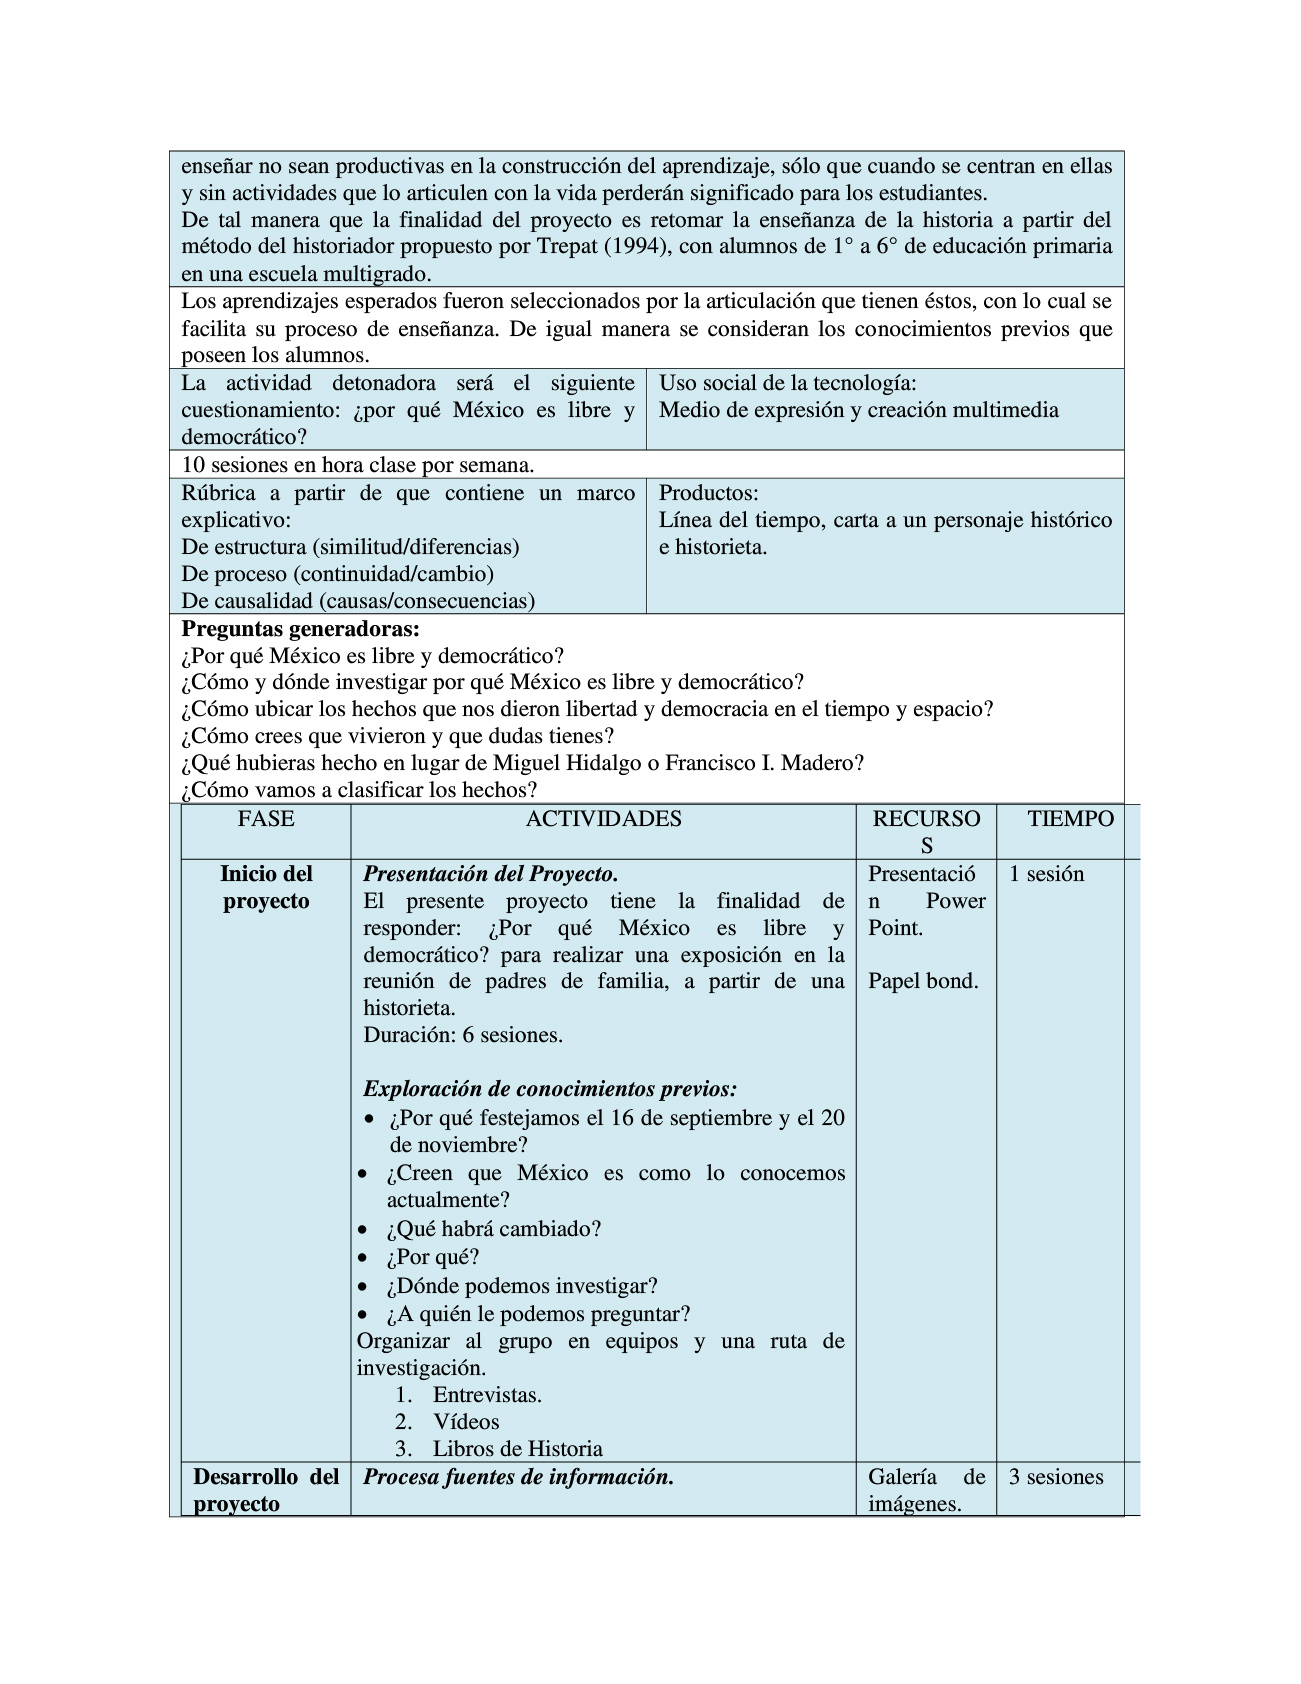 enseñar no sean productivas en la construcción del aprendizaje, sólo que cuando se centran en ellas
y sin actividades que lo articulen con la vida perderán significado para los estudiantes.
De tal manera que la finalidad del proyecto es retomar la enseñanza de la historia a partir del
método del historiador propuesto por Trepat (1994), con alumnos de 1° a 6° de educación primaria
en una escuela multigrado.
Los aprendizajes esperados fueron seleccionados por la articulación que tienen éstos, con lo cual se
facilita su proceso de enseñanza. De igual manera se consideran los conocimientos previos que
poseen los alumnos.
La actividad detonadora será el siguiente
cuestionamiento: ¿por qué México es libre y
democrático?
Uso social de la tecnología:
Medio de expresión y creación multimedia
10 sesiones en hora clase por semana.
Rúbrica a partir de que contiene un marco
explicativo:
De estructura (similitud/diferencias)
De proceso (continuidad/cambio)
De causalidad (causas/consecuencias)
Productos:
Línea del tiempo, carta a un personaje histórico
e historieta.
Preguntas generadoras:
¿Por qué México es libre y democrático?
¿Cómo y dónde investigar por qué México es libre y democrático?
¿Cómo ubicar los hechos que nos dieron libertad y democracia en el tiempo y espacio?
¿Cómo crees que vivieron y que dudas tienes?
¿Qué hubieras hecho en lugar de Miguel Hidalgo o Francisco I. Madero?
¿Cómo vamos a clasificar los hechos?
FASE
ACTIVIDADES
RECURSO
S
TIEMPO
Inicio del
proyecto
Presentación del Proyecto.
El presente proyecto tiene la finalidad de
responder: ¿Por qué México es libre y
democrático? para realizar una exposición en la
reunión de padres de familia, a partir de una
historieta.
Duración: 6 sesiones.
Exploración de conocimientos previos:
• ¿Por qué festejamos el 16 de septiembre y el 20
de noviembre?
• ¿Creen que México es como lo conocemos
actualmente?
• ¿Qué habrá cambiado?
• ¿Por qué?
• ¿Dónde podemos investigar?
• ¿A quién le podemos preguntar?
Organizar al grupo en equipos y una ruta de
investigación.
1. Entrevistas.
2. Vídeos
3. Libros de Historia
Presentació
n Power
Point.
Papel bond.
1 sesión
Desarrollo del
proyecto
Procesa fuentes de información.
Galería de
imágenes.
3 sesiones